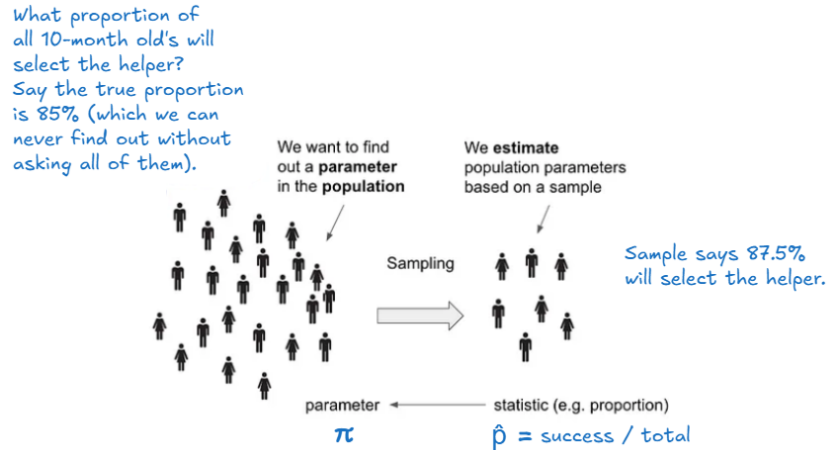 What proportion of
all 10-month old's will
select the helper?
Say the true proportion
is 85% (which we can
never find out without
asking all of them).
We want to find
out a parameter
in the population
We estimate
population parameters
based on a sample
Sampling
Sample says 87.5%
will select the helper.
parameter
statistic (e.g. proportion)
π
p̂ = success / total